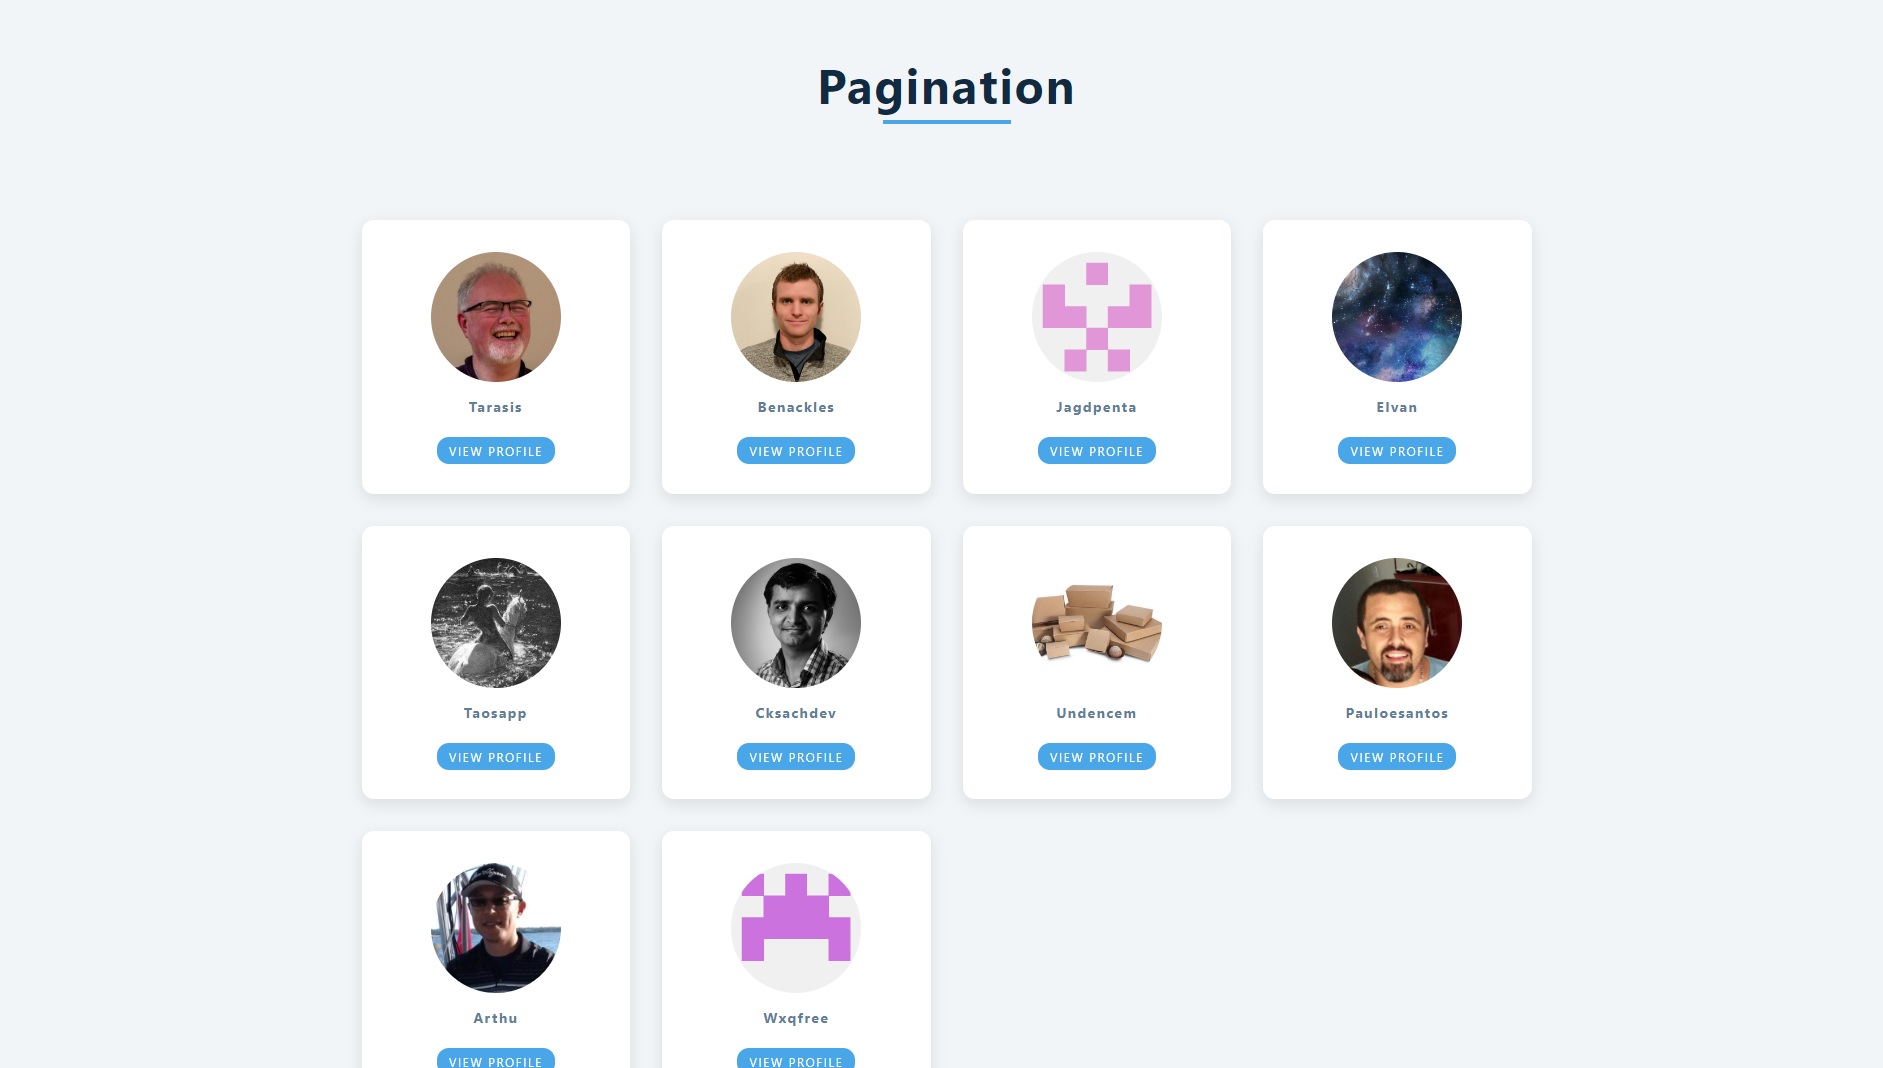 Pagination
Tarasis
VIEW PROFILE
Benackles
VIEW PROFILE
Jagdpenta
VIEW PROFILE
Elvan
VIEW PROFILE
Taosapp
VIEW PROFILE
Cksachdev
VIEW PROFILE
Undencem
VIEW PROFILE
Pauloesantos
VIEW PROFILE
Arthu
VIEW PROFILE
Wxqfree
VIEW PROFILE